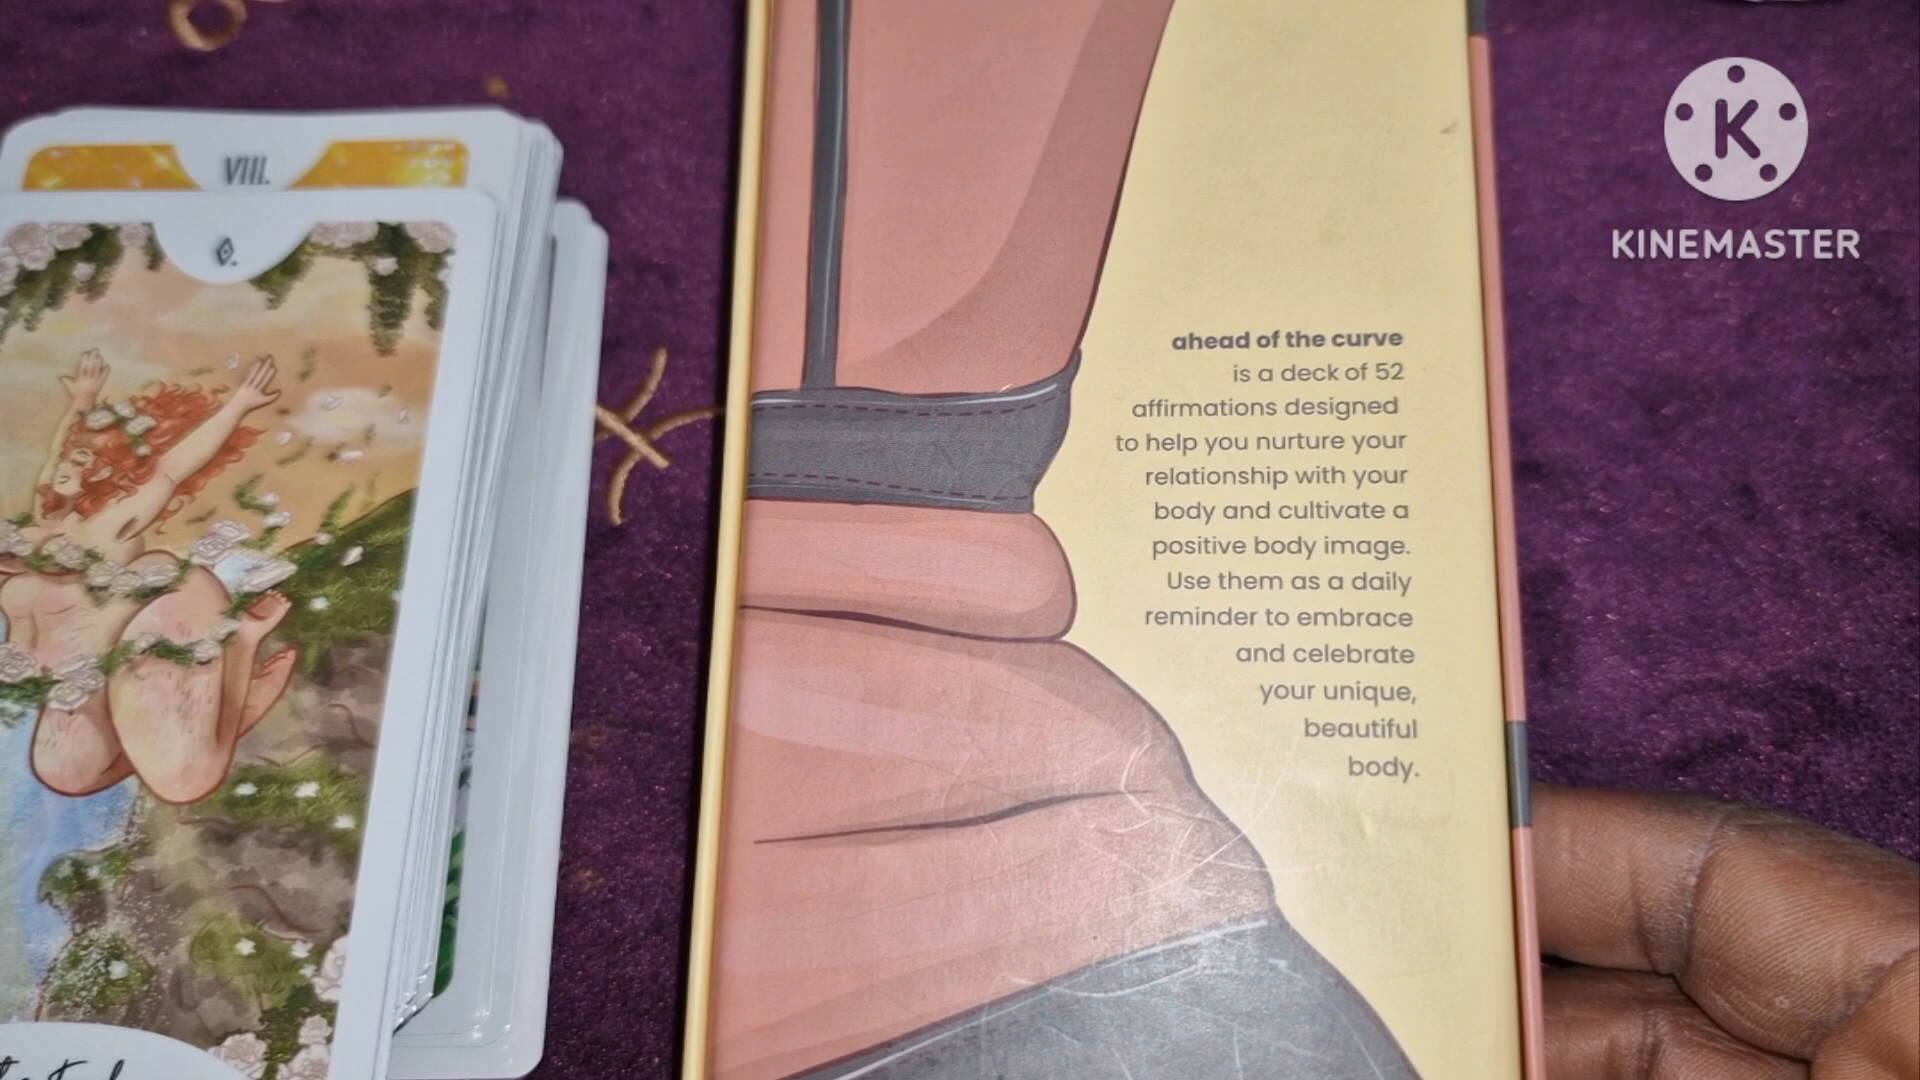 VIII.
0.
K
KINEMASTER
ahead of the curve
is a deck of 52
affirmations designed
to help you nurture your
relationship with your
body and cultivate a
positive body image.
Use them as a daily
reminder to embrace
and celebrate
your unique,
beautiful
body.